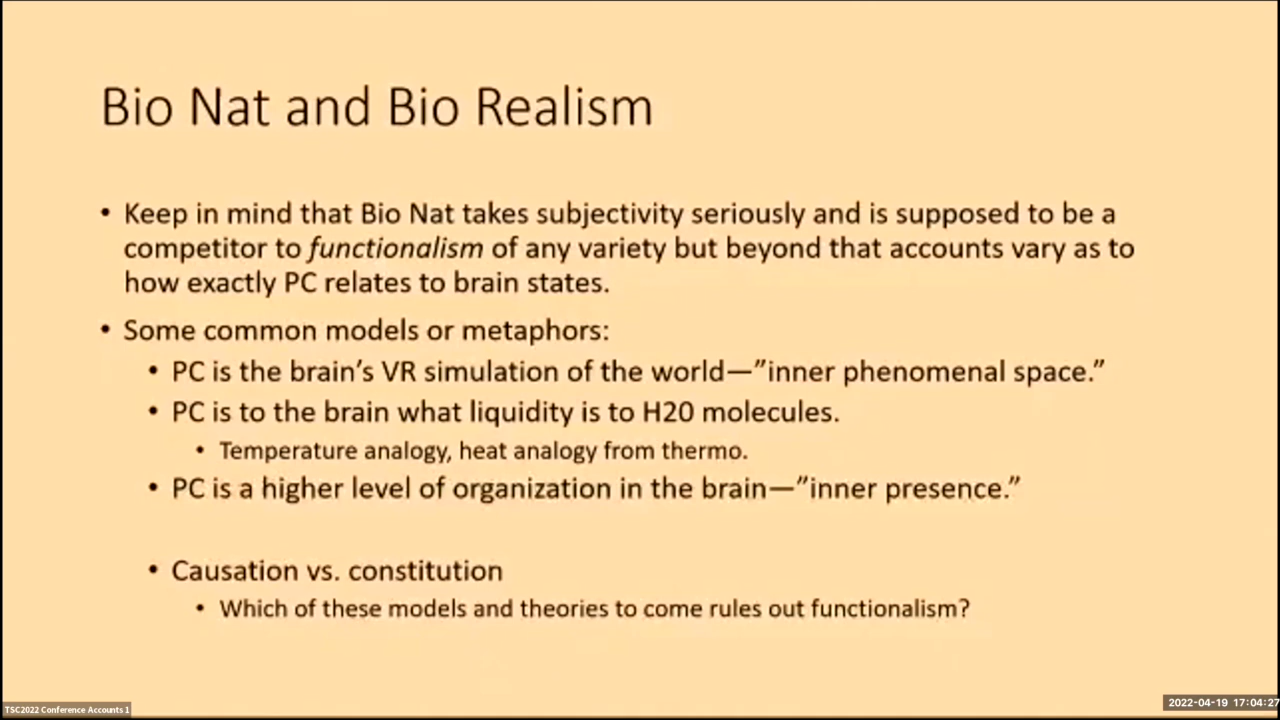 Bio Nat and Bio Realism
• Keep in mind that Bio Nat takes subjectivity seriously and is supposed to be a
competitor to functionalism of any variety but beyond that accounts vary as to
how exactly PC relates to brain states.
• Some common models or metaphors:
• PC is the brain’s VR simulation of the world—”inner phenomenal space.”
• PC is to the brain what liquidity is to H20 molecules.
• Temperature analogy, heat analogy from thermo.
• PC is a higher level of organization in the brain—”inner presence.”
• Causation vs. constitution
• Which of these models and theories to come rules out functionalism?
TSC2022 Conference Accounts 1
2022-04-19 17:04:27